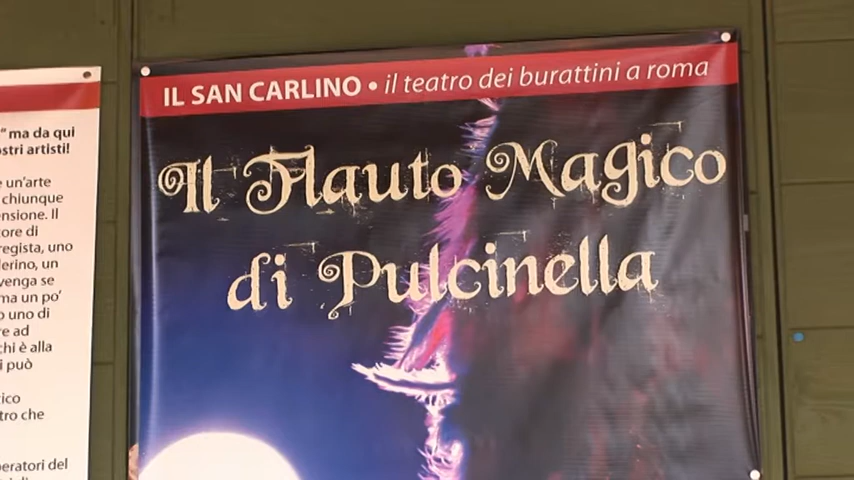 IL SAN CARLINO • il teatro dei burattini a roma
Il Flauto Magico
di Pulcinella
" ma da qui
stri artisti!
e un'arte
chiunque
ensione. Il
tore di
regista, uno
lerino, un
venga se
ma un po'
o uno di
re ad
chi è alla
i può
ico
tro che
peratori del